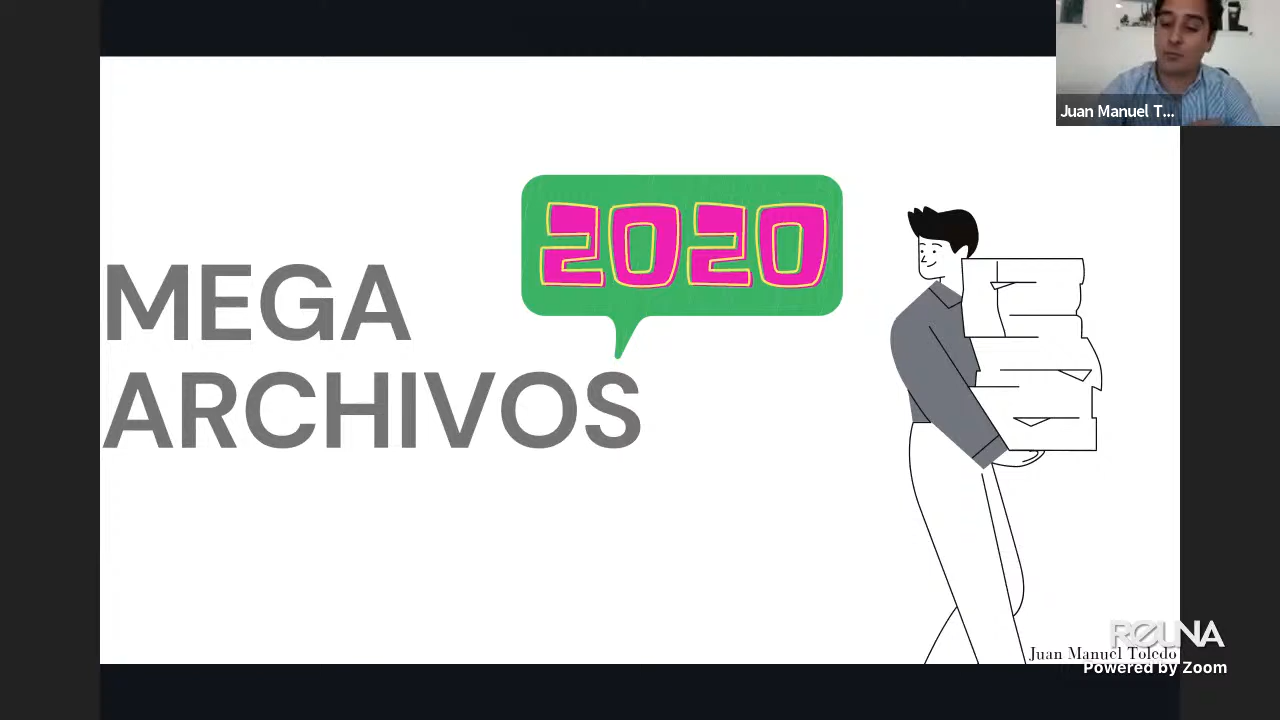 Juan Manuel T...
2020
MEGA
ARCHIVOS
REUNA
Juan Manuel Toledo
Powered by Zoom